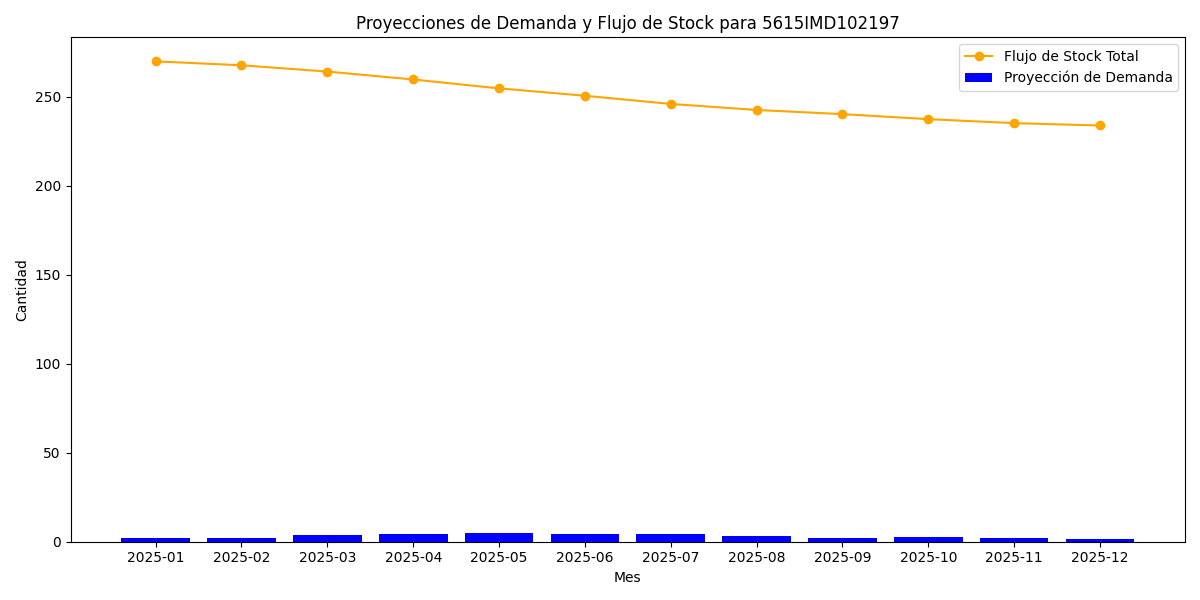 Proyecciones de Demanda y Flujo de Stock para 5615IMD102197
Flujo de Stock Total
Proyección de Demanda
Cantidad
250
200
150
100
50
0
2025-01 2025-02 2025-03 2025-04 2025-05 2025-06 2025-07 2025-08 2025-09 2025-10 2025-11 2025-12
Mes